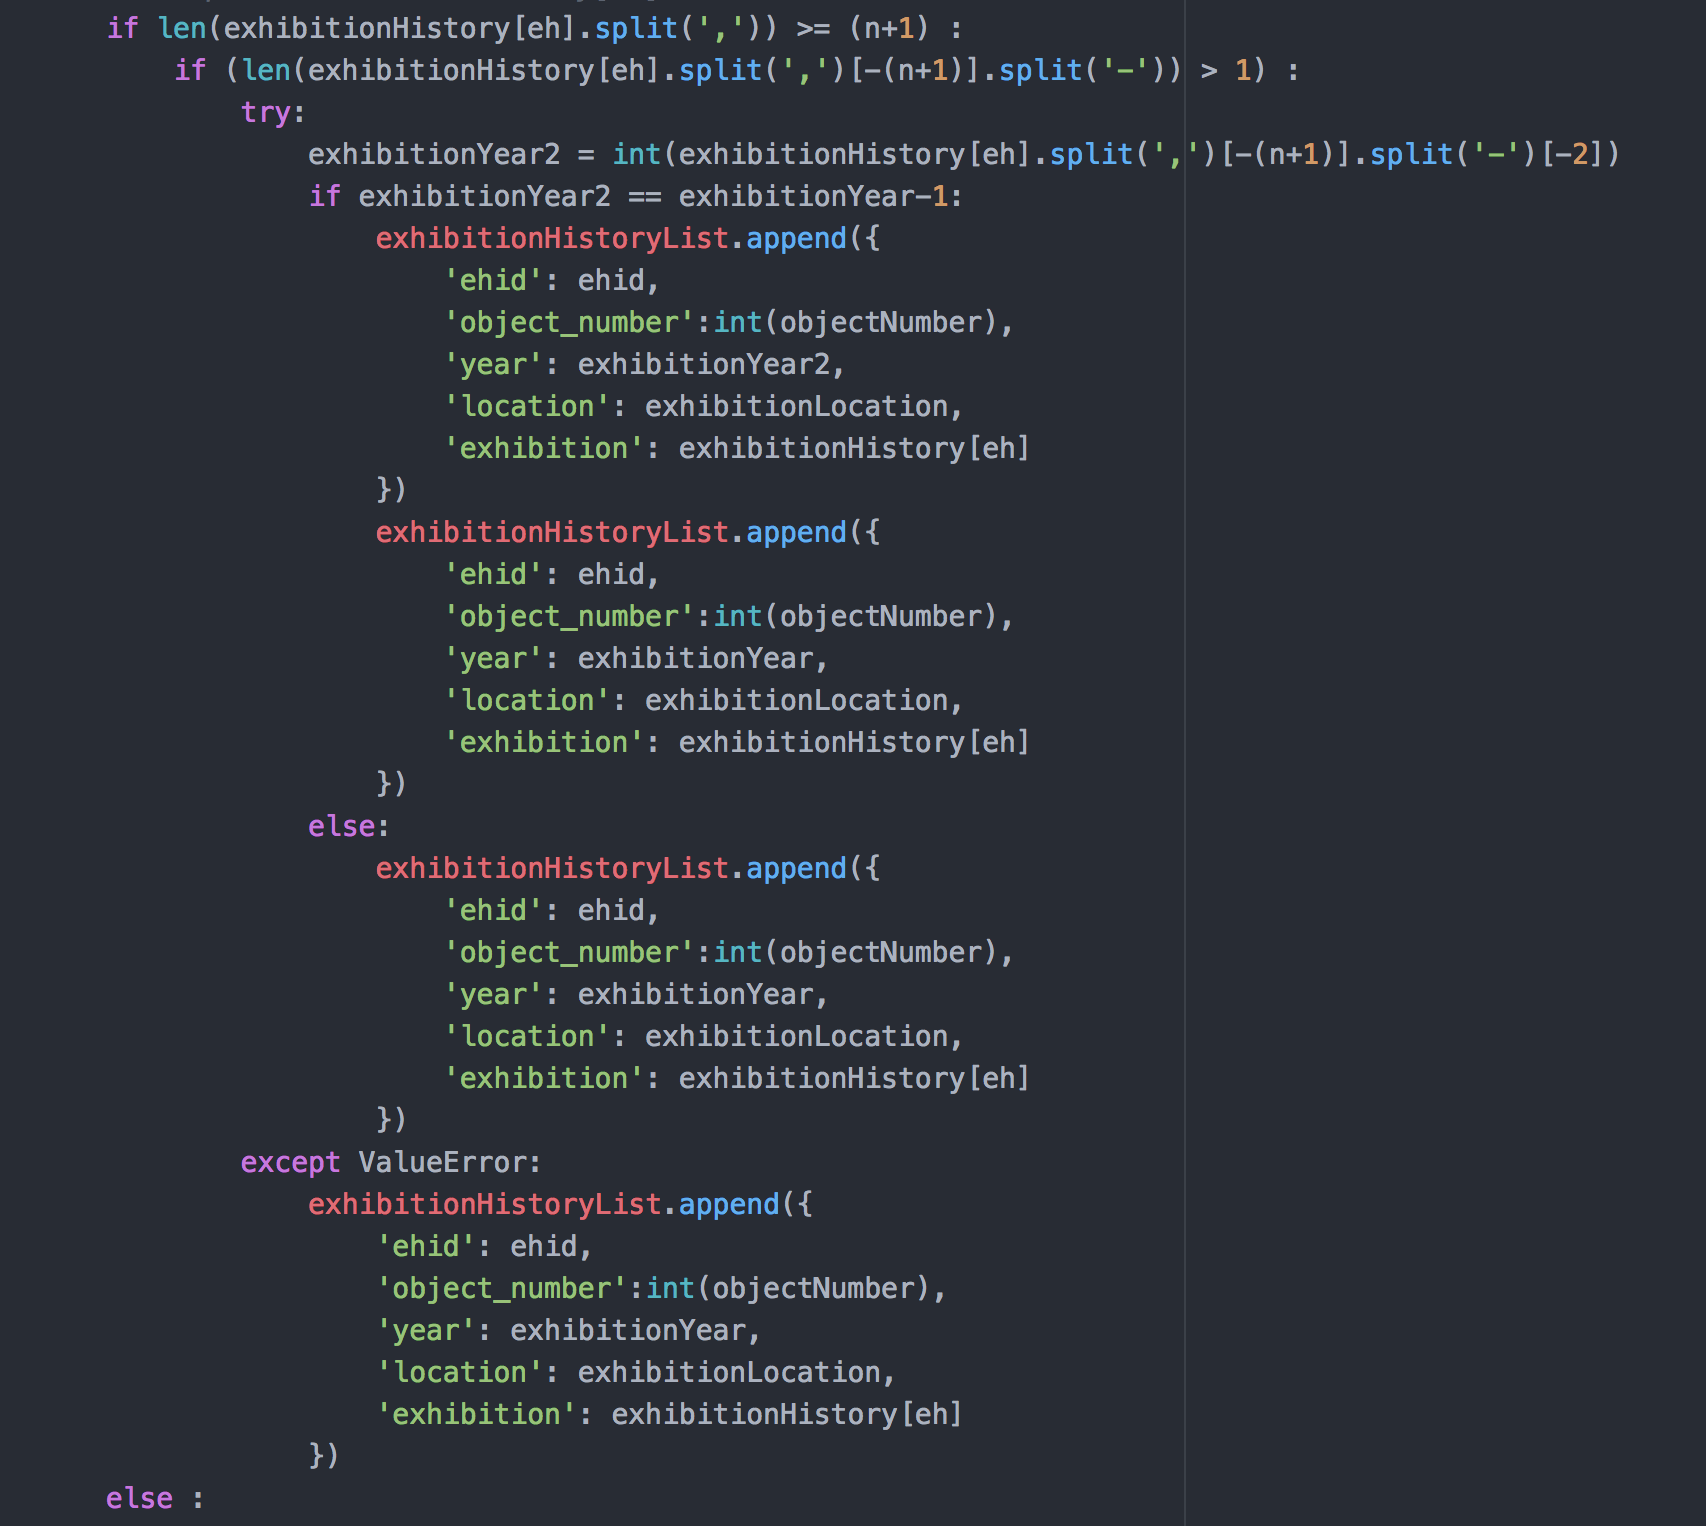 if len(exhibitionHistory[eh].split(',')) >= (n+1) :
    if (len(exhibitionHistory[eh].split(',')[-(n+1)].split('-')) > 1) :
        try:
            exhibitionYear2 = int(exhibitionHistory[eh].split(',')[-(n+1)].split('-')[-2])
            if exhibitionYear2 == exhibitionYear-1:
                exhibitionHistoryList.append({
                    'ehid': ehid,
                    'object_number':int(objectNumber),
                    'year': exhibitionYear2,
                    'location': exhibitionLocation,
                    'exhibition': exhibitionHistory[eh]
                })
                exhibitionHistoryList.append({
                    'ehid': ehid,
                    'object_number':int(objectNumber),
                    'year': exhibitionYear,
                    'location': exhibitionLocation,
                    'exhibition': exhibitionHistory[eh]
                })
            else:
                exhibitionHistoryList.append({
                    'ehid': ehid,
                    'object_number':int(objectNumber),
                    'year': exhibitionYear,
                    'location': exhibitionLocation,
                    'exhibition': exhibitionHistory[eh]
                })
        except ValueError:
            exhibitionHistoryList.append({
                'ehid': ehid,
                'object_number':int(objectNumber),
                'year': exhibitionYear,
                'location': exhibitionLocation,
                'exhibition': exhibitionHistory[eh]
            })
else :